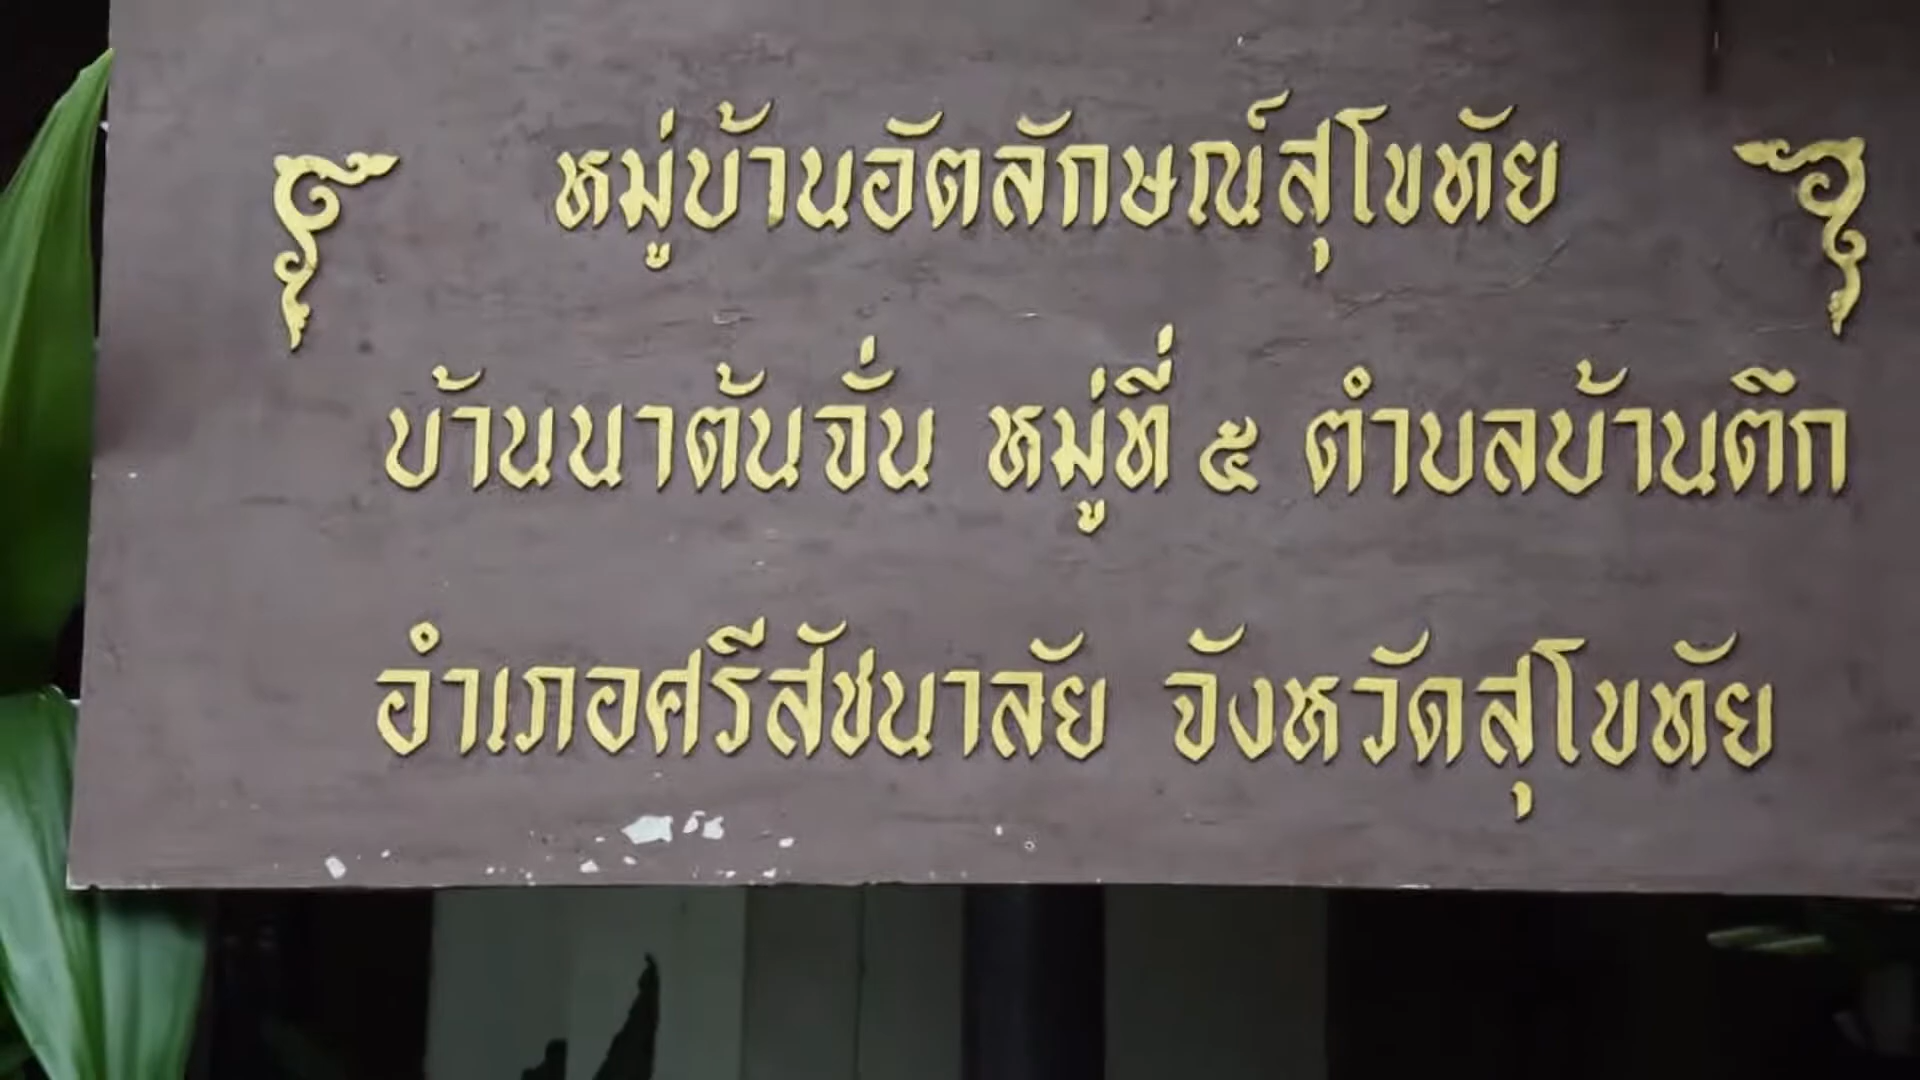 หมู่บ้านอัตลักษณ์สุโขทัย
บ้านนาต้นจั่น หมู่ที่ ๕ ตำบลบ้านตึก
อำเภอศรีสัชนาลัย จังหวัดสุโขทัย